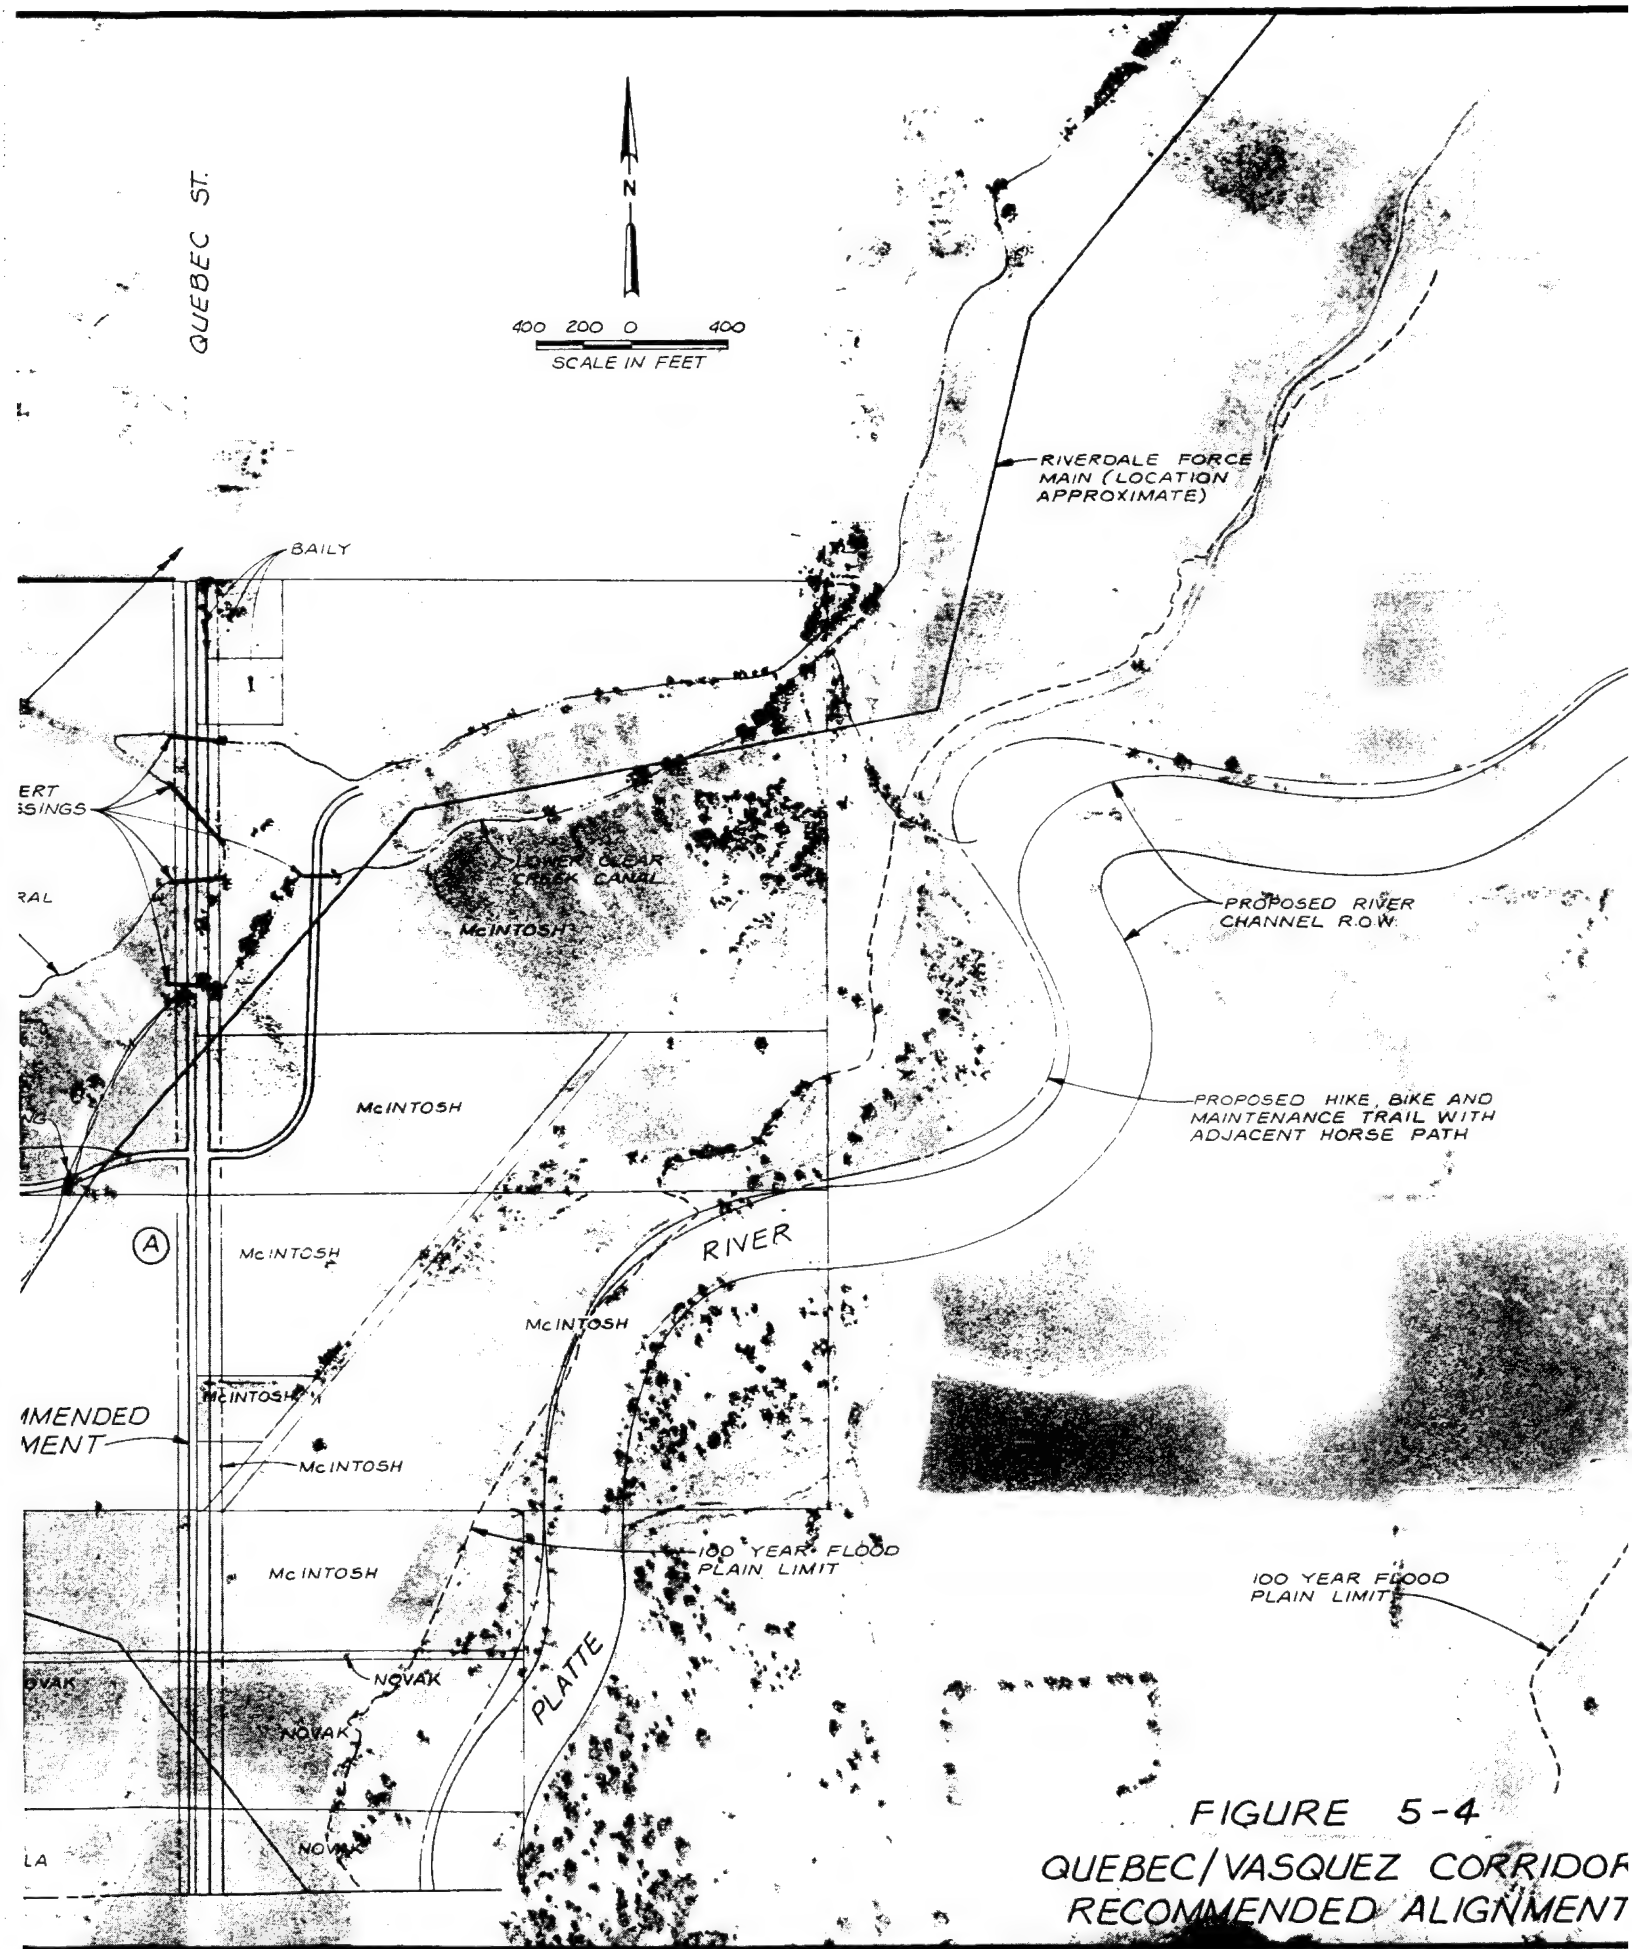 QUEBEC ST.
N
400 200 0 400
SCALE IN FEET
RIVERDALE FORCE
MAIN (LOCATION
APPROXIMATE)
BAILY
ERT
SSINGS
LOWER CLEAR
CREEK CANAL
RAL
McINTOSH
PROPOSED RIVER
CHANNEL R.O.W.
McINTOSH
PROPOSED HIKE, BIKE AND
MAINTENANCE TRAIL WITH
ADJACENT HORSE PATH
A
McINTOSH
RIVER
McINTOSH
McINTOSH
MMENDED
MENT
McINTOSH
McINTOSH
100 YEAR FLOOD
PLAIN LIMIT
100 YEAR FLOOD
PLAIN LIMIT
PLATTE
NOVAK
OVAK
NOVAK
NOVAK
LA
FIGURE 5-4
QUEBEC/VASQUEZ CORRIDOR
RECOMMENDED ALIGNMENT